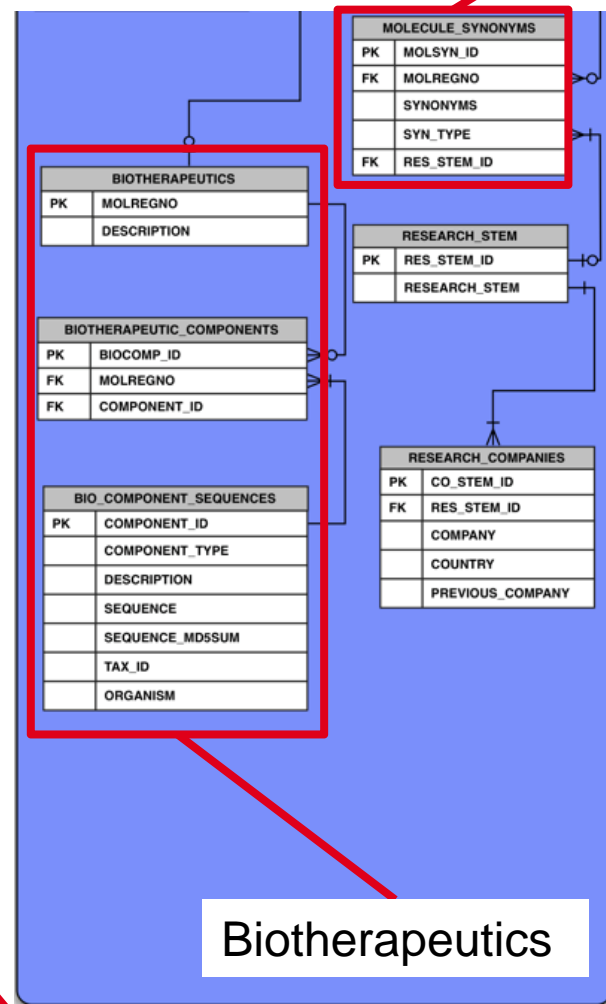 MOLECULE_SYNONYMS
PK MOLSYN_ID
FK MOLREGNO
SYNONYMS
SYN_TYPE
FK RES_STEM_ID
BIOTHERAPEUTICS
PK MOLREGNO
DESCRIPTION
RESEARCH_STEM
PK RES_STEM_ID
RESEARCH_STEM
BIOTHERAPEUTIC_COMPONENTS
PK BIOCOMP_ID
FK MOLREGNO
FK COMPONENT_ID
RESEARCH_COMPANIES
PK CO_STEM_ID
FK RES_STEM_ID
COMPANY
COUNTRY
PREVIOUS_COMPANY
BIO_COMPONENT_SEQUENCES
PK COMPONENT_ID
COMPONENT_TYPE
DESCRIPTION
SEQUENCE
SEQUENCE_MD5SUM
TAX_ID
ORGANISM
Biotherapeutics